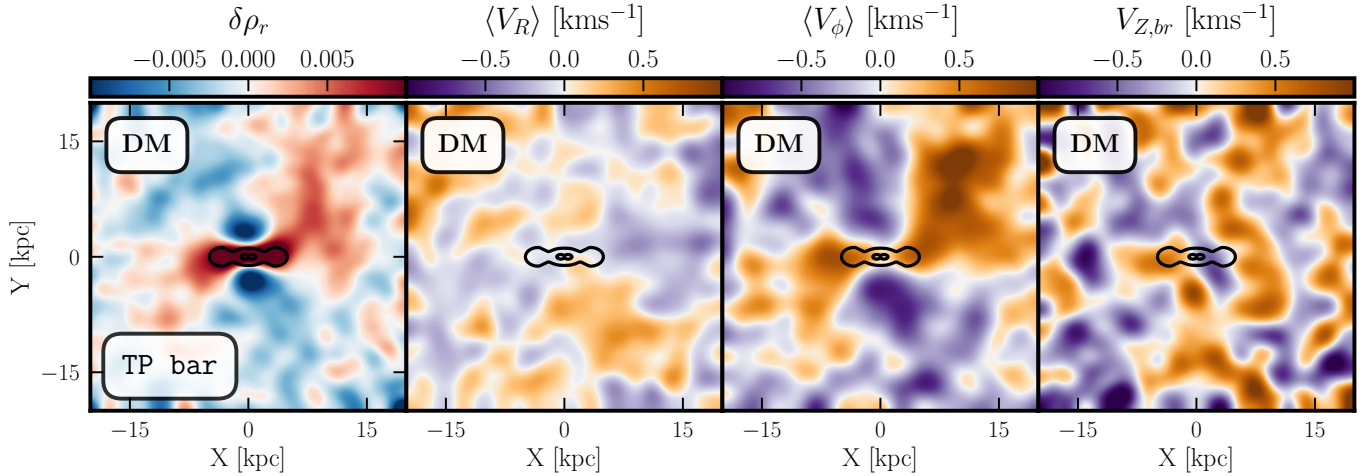 δρ_r ⟨V_R⟩ [kms⁻¹] ⟨V_ϕ⟩ [kms⁻¹] V_{Z,br} [kms⁻¹]
−0.005 0.000 0.005 −0.5 0.0 0.5 −0.5 0.0 0.5 −0.5 0.0 0.5
DM DM DM DM
15
0
−15
Y [kpc]
TP bar
−15 0 15 −15 0 15 −15 0 15 −15 0 15
X [kpc] X [kpc] X [kpc] X [kpc]